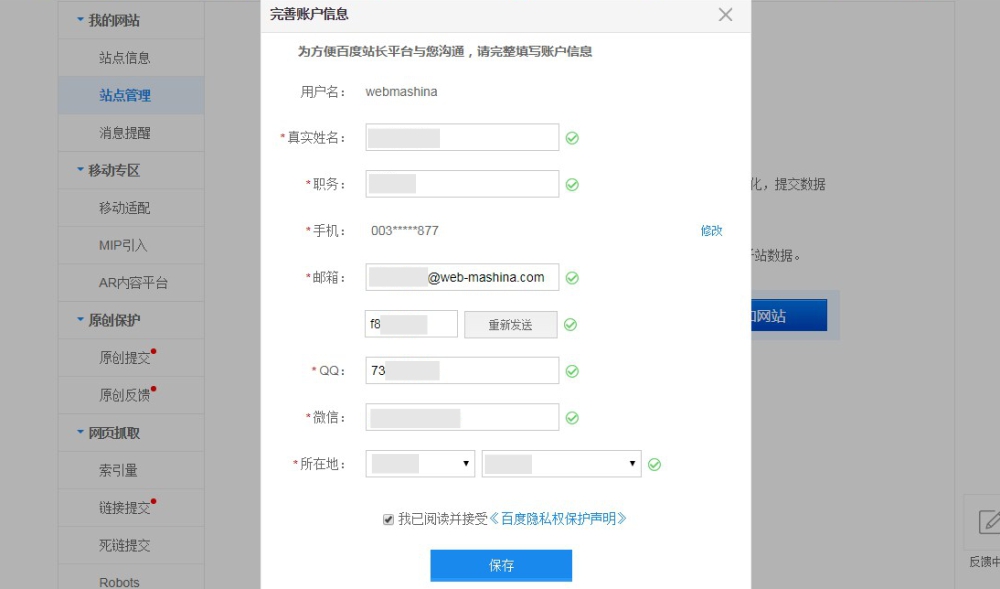 我的网站
站点信息
站点管理
消息提醒
移动专区
移动适配
MIP引入
AR内容平台
原创保护
原创提交
原创反馈
网页抓取
索引量
链接提交
死链提交
Robots
完善账户信息
为方便百度站长平台与您沟通，请完整填写账户信息
用户名： webmashina
*真实姓名：
*职务：
*手机： 003*****877 修改
*邮箱： @web-mashina.com
f8 重新发送
*QQ： 73
*微信：
*所在地：
我已阅读并接受《百度隐私权保护声明》
保存
化，提交数据
站数据。
网站
反馈中